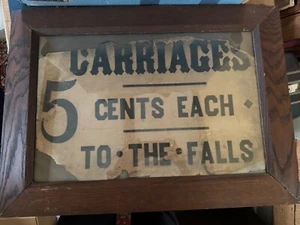 CARRIAGES
5 CENTS EACH ·
TO · THE · FALLS